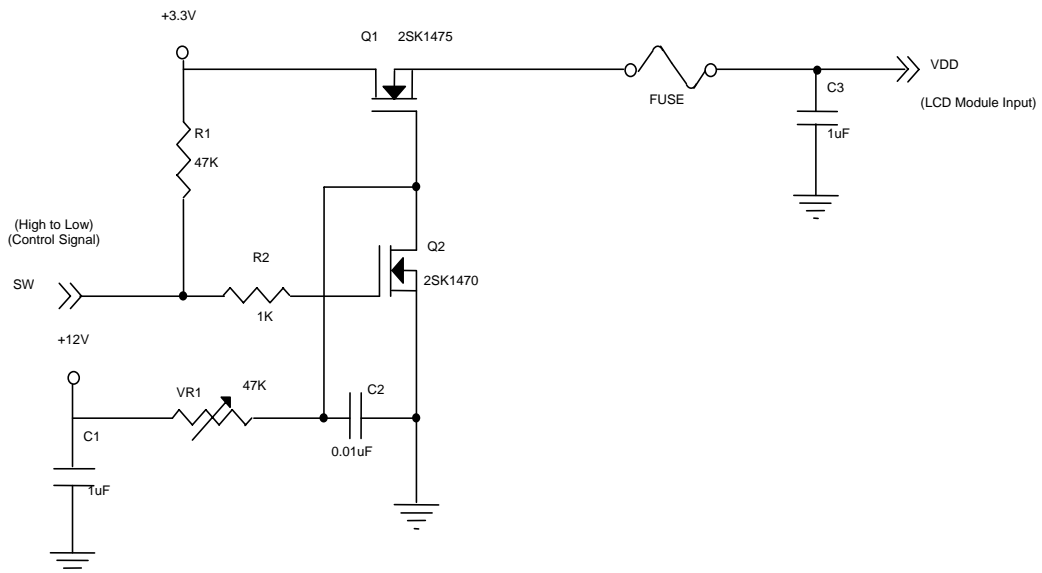 +3.3V
Q1 2SK1475
VDD
FUSE
C3
(LCD Module Input)
R1
1uF
47K
(High to Low)
(Control Signal)
Q2
R2
SW
2SK1470
1K
+12V
VR1
47K
C2
C1
0.01uF
1uF